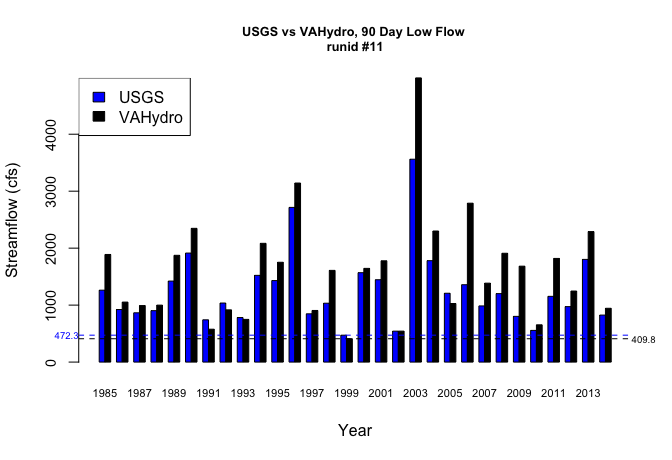 USGS vs VAHydro, 90 Day Low Flow
runid #11
USGS
VAHydro
Streamflow (cfs)
4000
3000
2000
1000
0
472.3
409.8
1985 1987 1989 1991 1993 1995 1997 1999 2001 2003 2005 2007 2009 2011 2013
Year